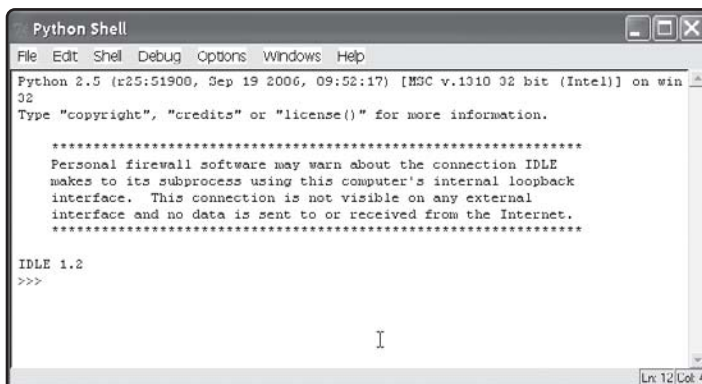 Python Shell
File Edit Shell Debug Options Windows Help
Python 2.5 (r25:51908, Sep 19 2006, 09:52:17) [MSC v.1310 32 bit (Intel)] on win
32
Type "copyright", "credits" or "license()" for more information.
****************************************************************
Personal firewall software may warn about the connection IDLE
makes to its subprocess using this computer's internal loopback
interface. This connection is not visible on any external
interface and no data is sent to or received from the Internet.
****************************************************************
IDLE 1.2
>>>
Ln: 12 Col: 4